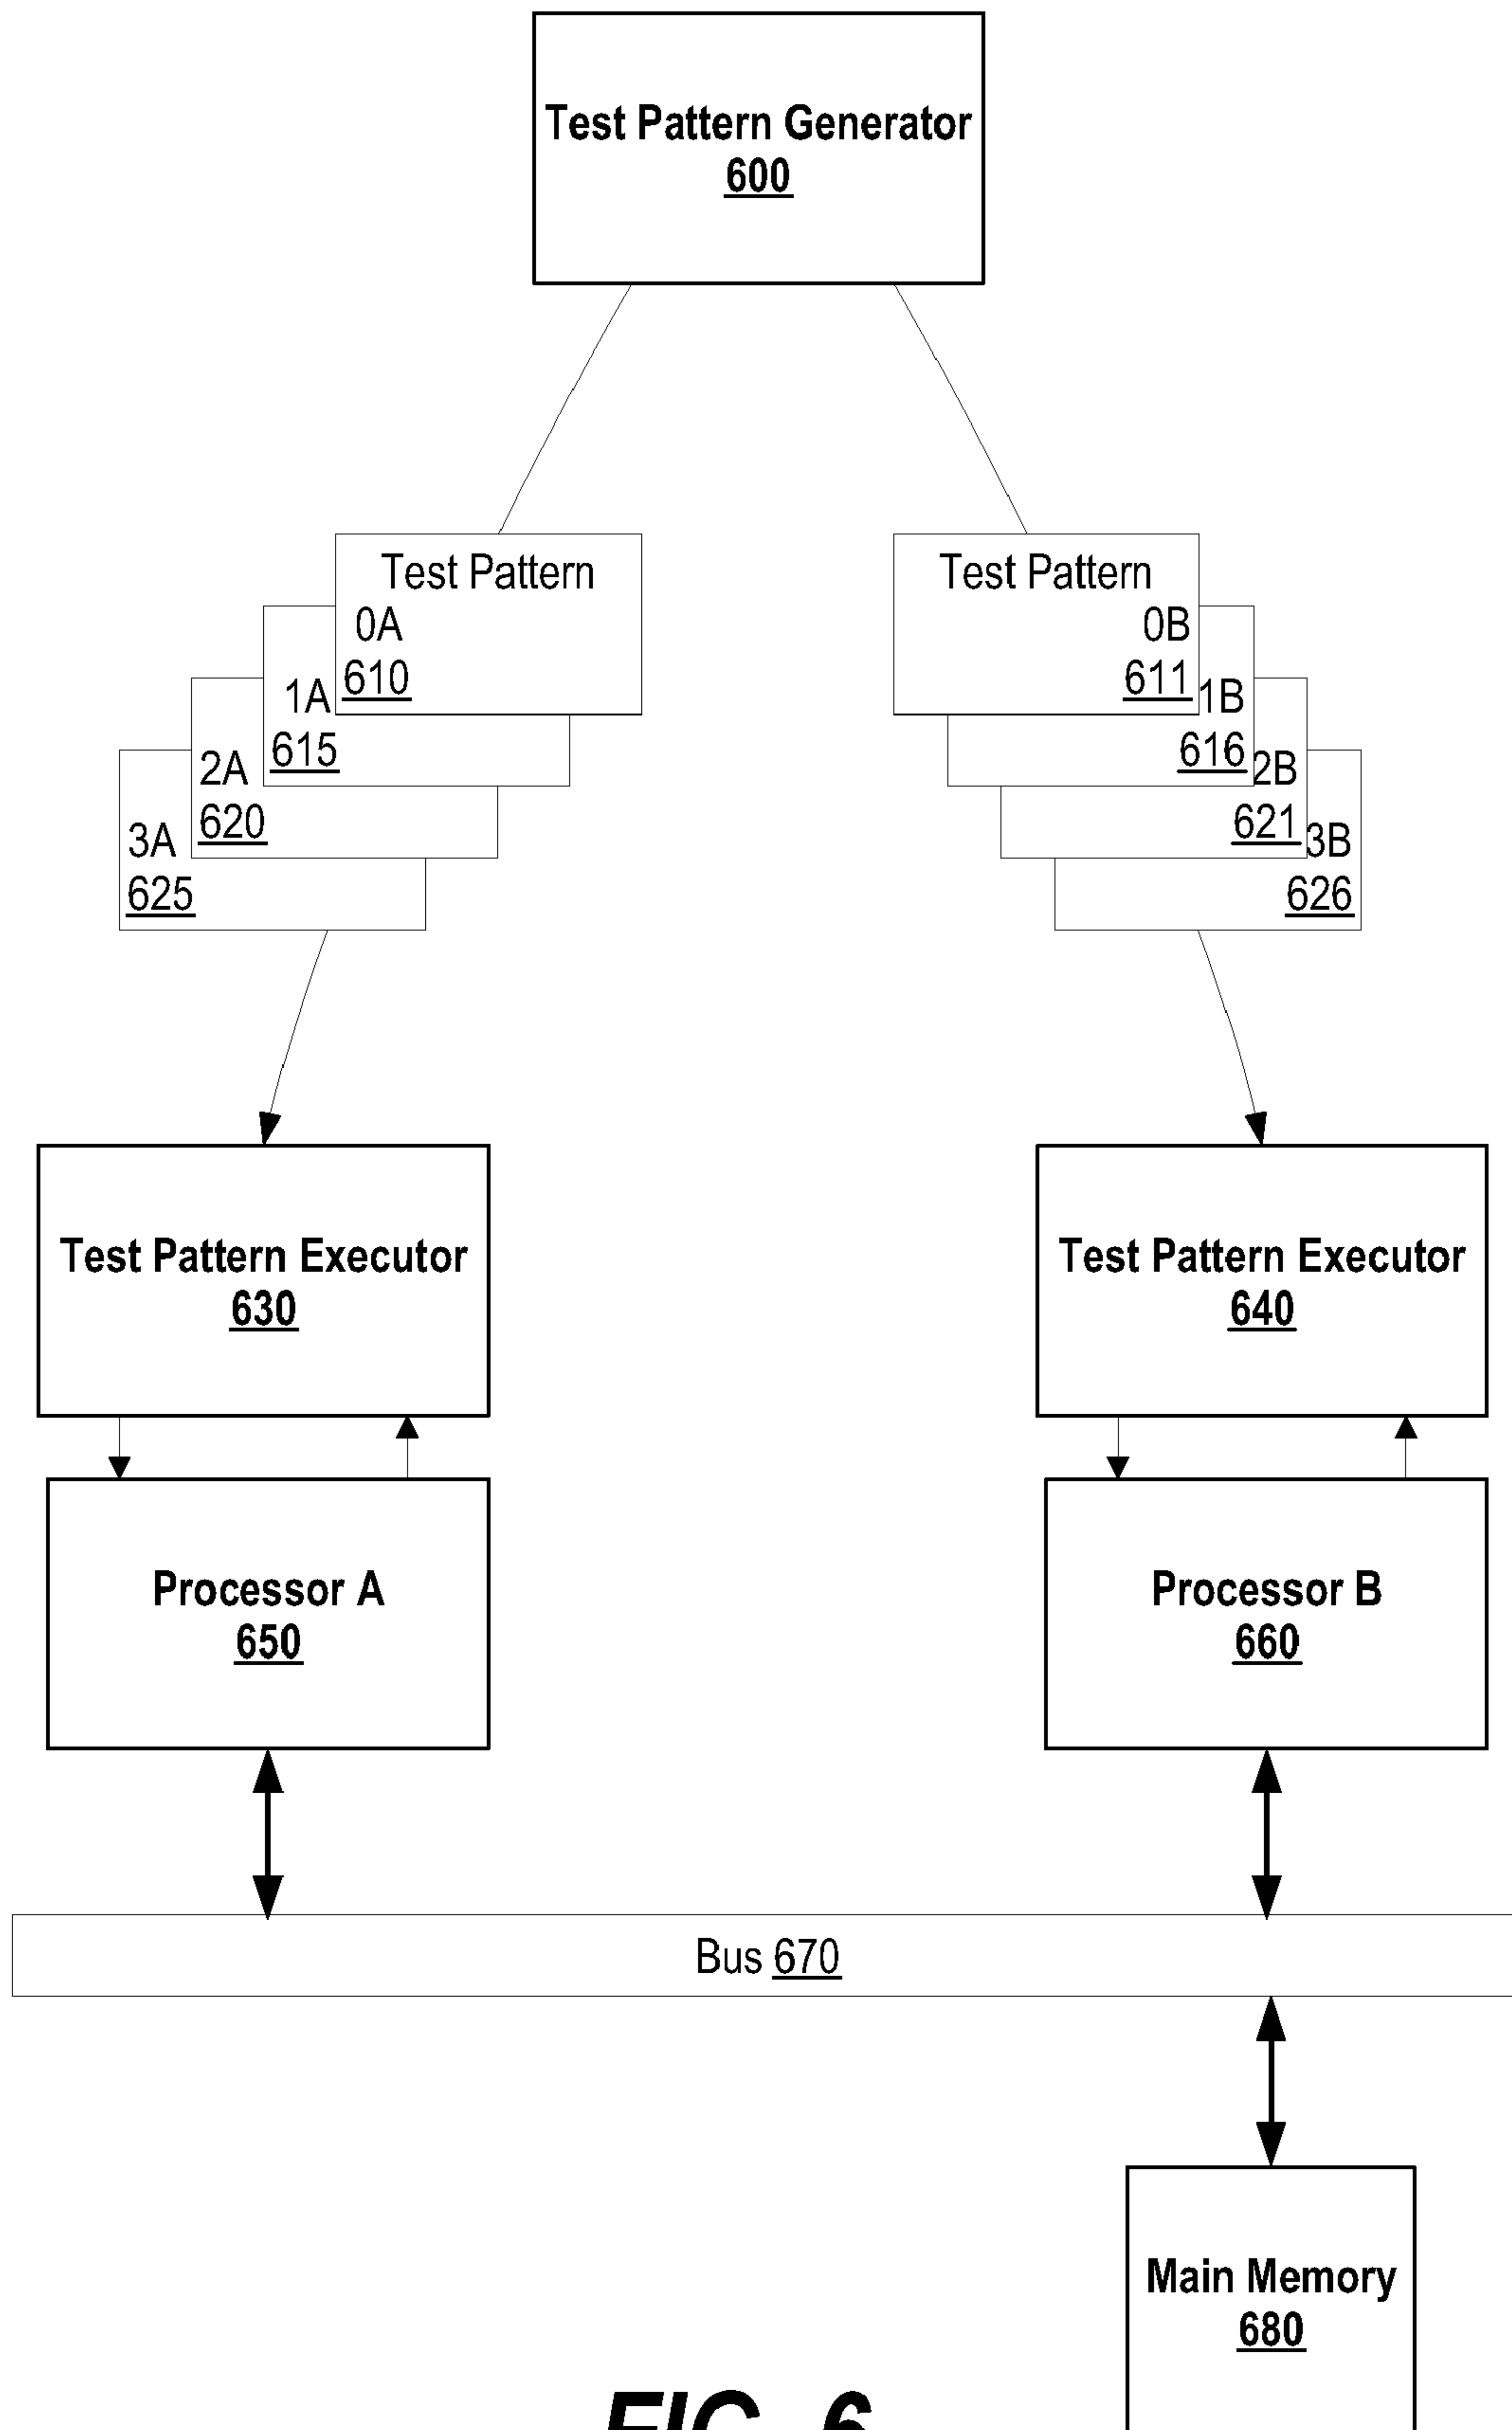 Test Pattern Generator
600
Test Pattern
0A
610
1A
615
2A
620
3A
625
Test Pattern
0B
611
1B
616
2B
621
3B
626
Test Pattern Executor
630
Test Pattern Executor
640
Processor A
650
Processor B
660
Bus 670
Main Memory
680
FIG. 6